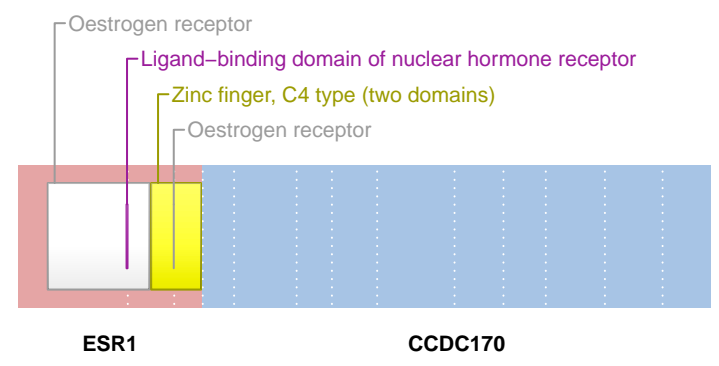 Oestrogen receptor
Ligand−binding domain of nuclear hormone receptor
Zinc finger, C4 type (two domains)
Oestrogen receptor
ESR1 CCDC170